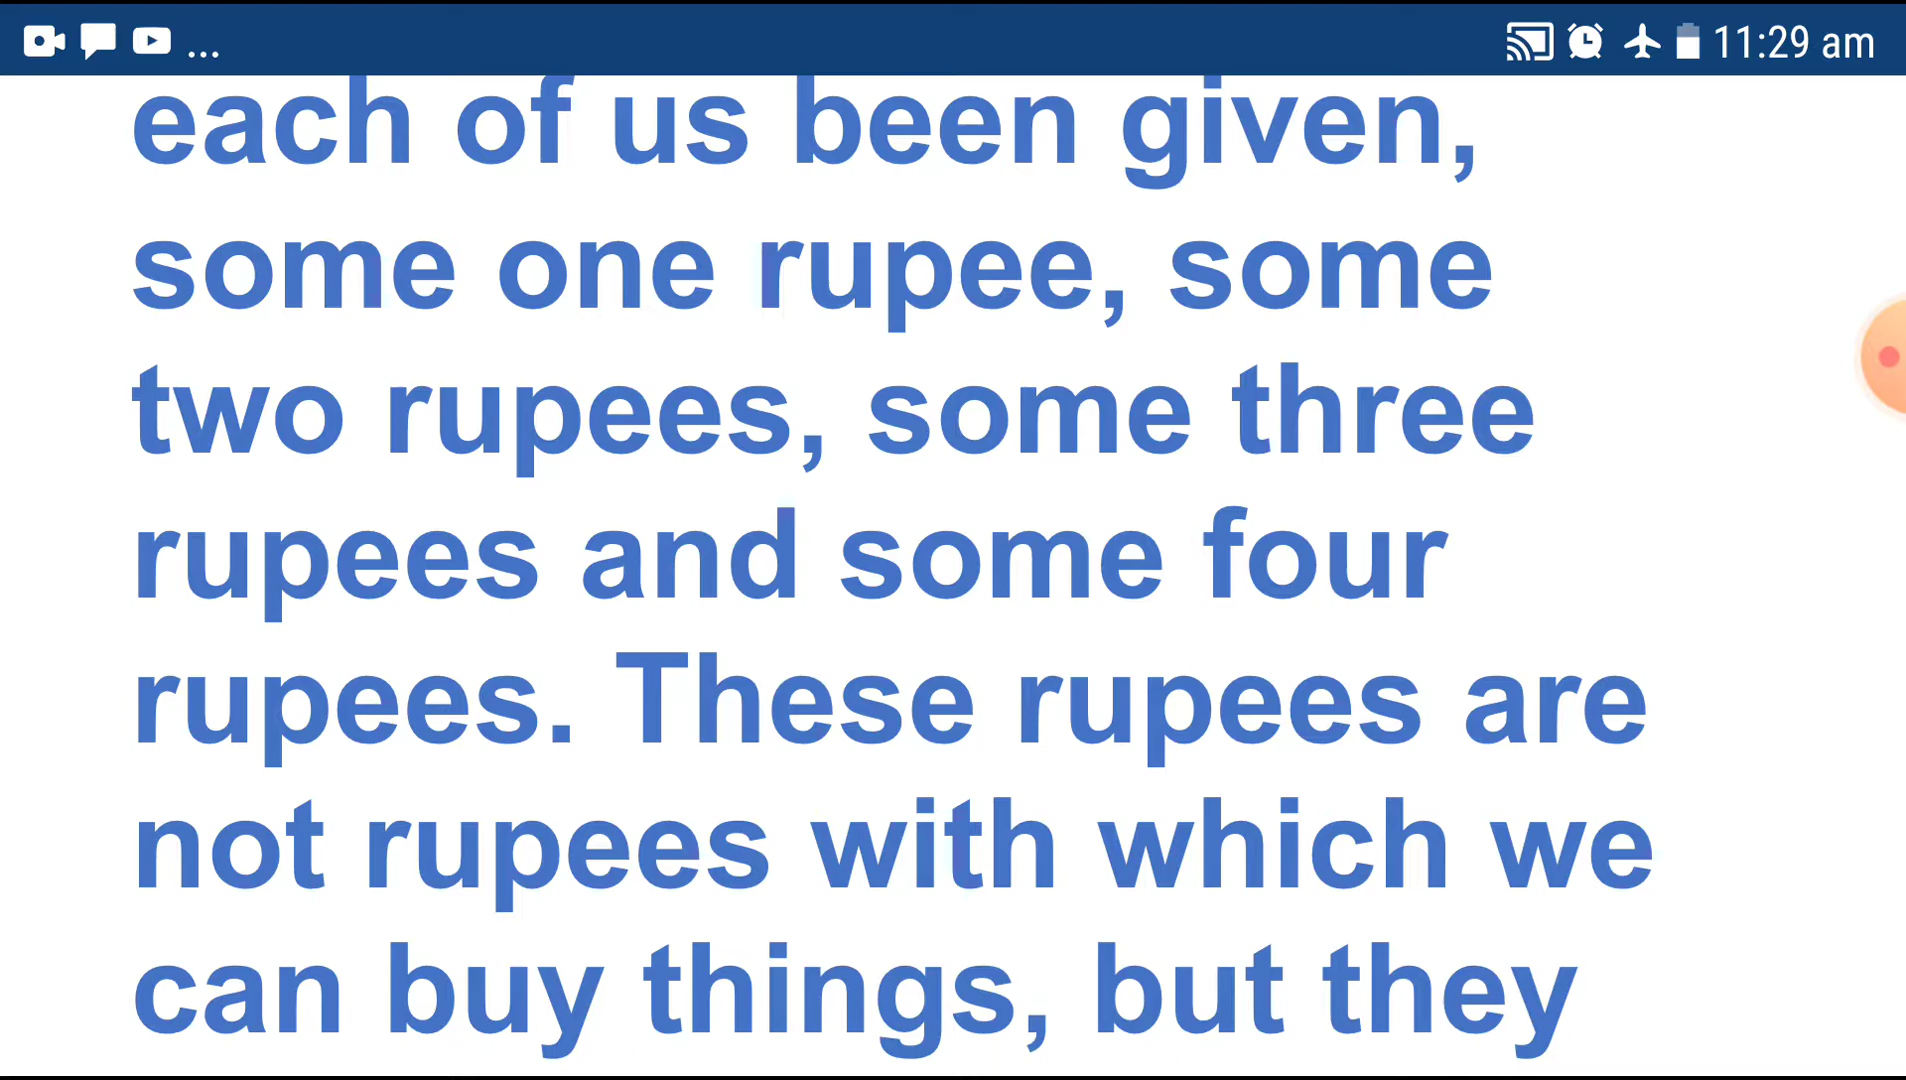 ... 11:29 am
each of us been given,
some one rupee, some
two rupees, some three
rupees and some four
rupees. These rupees are
not rupees with which we
can buy things, but they